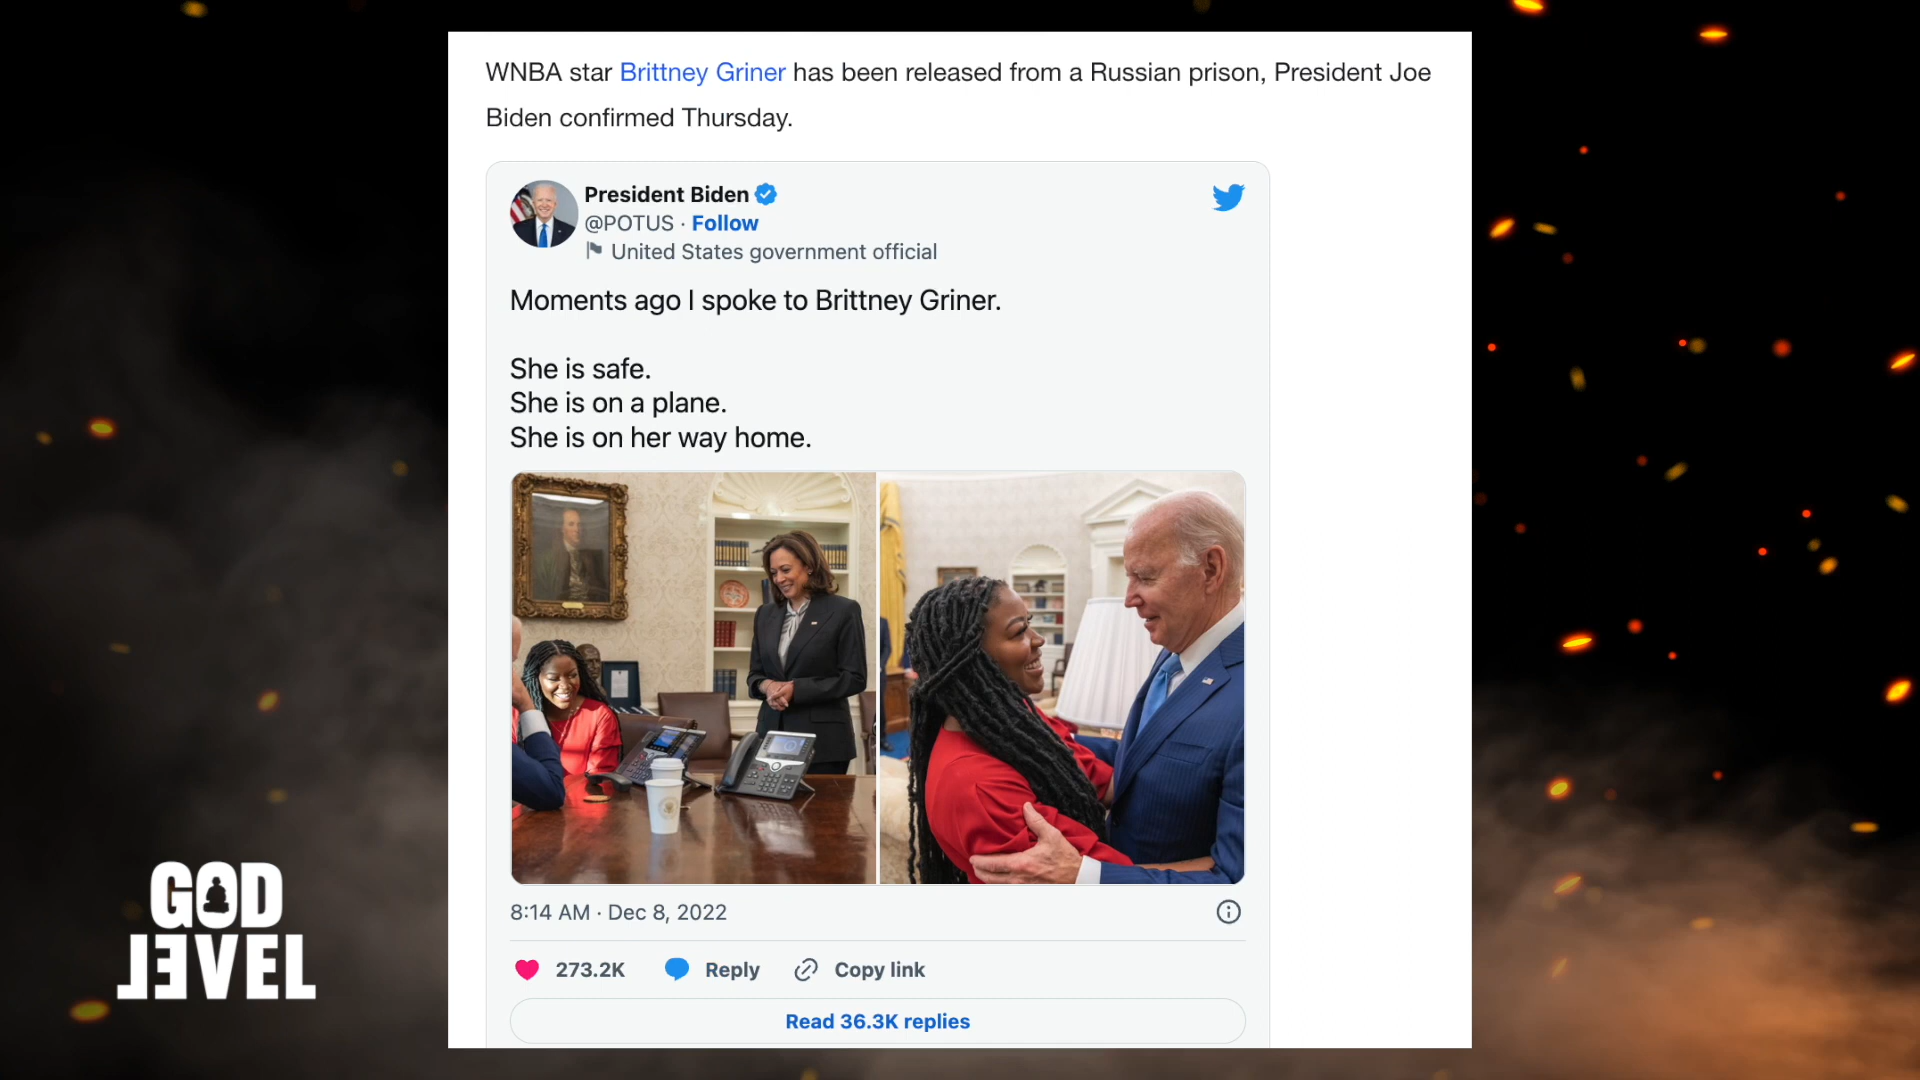 WNBA star Brittney Griner has been released from a Russian prison, President Joe
Biden confirmed Thursday.
President Biden
@POTUS · Follow
United States government official
Moments ago I spoke to Brittney Griner.
She is safe.
She is on a plane.
She is on her way home.
8:14 AM · Dec 8, 2022
273.2K Reply Copy link
Read 36.3K replies
GOD
LEVEL